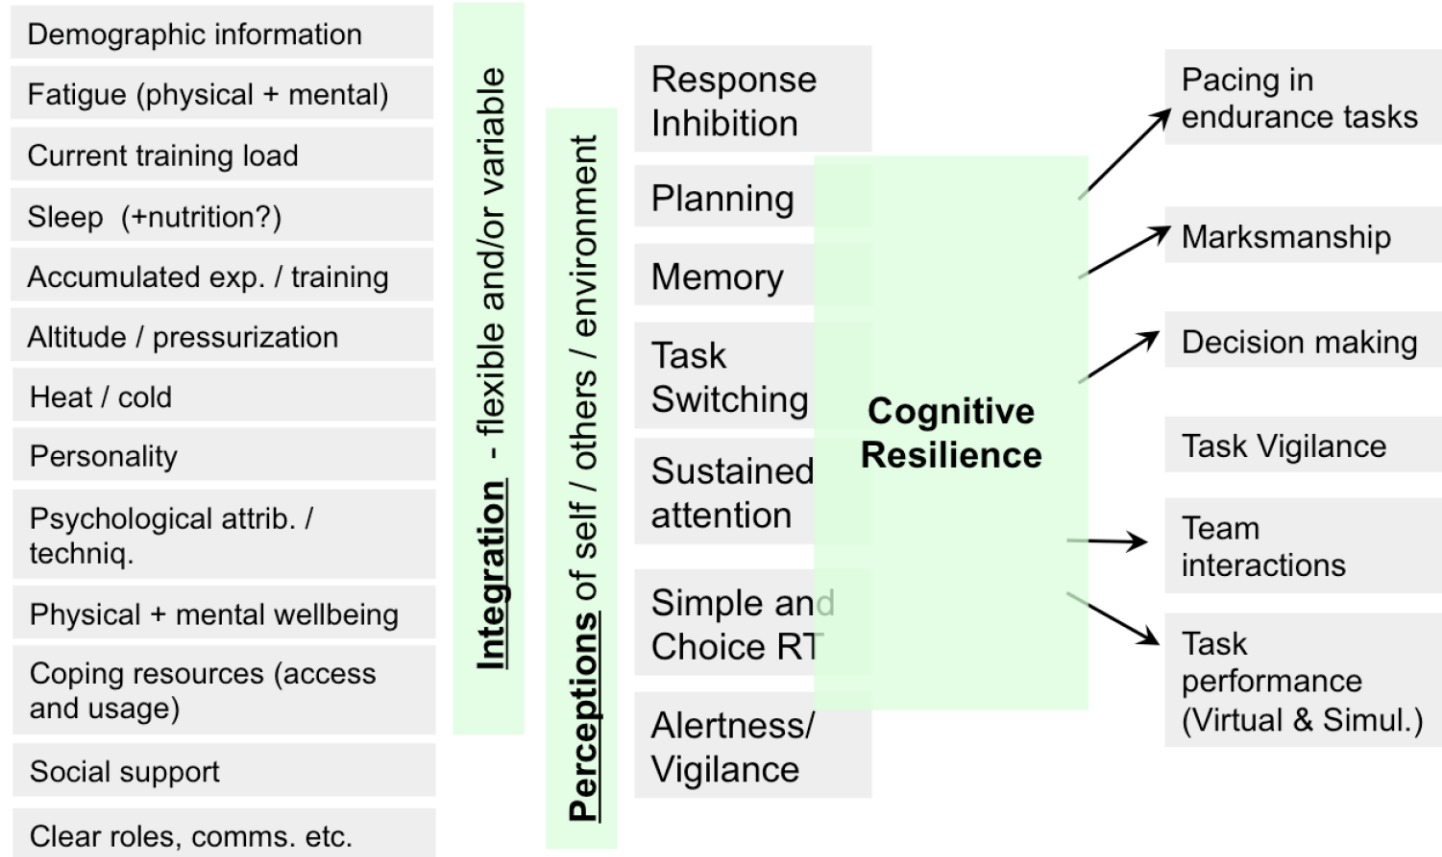 Demographic information
Fatigue (physical + mental)
Current training load
Sleep  (+nutrition?)
Accumulated exp. / training
Altitude / pressurization
Heat / cold
Personality
Psychological attrib. /
techniq.
Physical + mental wellbeing
Coping resources (access
and usage)
Social support
Clear roles, comms. etc.
Integration - flexible and/or variable
Perceptions of self / others / environment
Response
Inhibition
Planning
Memory
Task
Switching
Sustained
attention
Simple and
Choice RT
Alertness/
Vigilance
Cognitive
Resilience
Pacing in
endurance tasks
Marksmanship
Decision making
Task Vigilance
Team
interactions
Task
performance
(Virtual & Simul.)